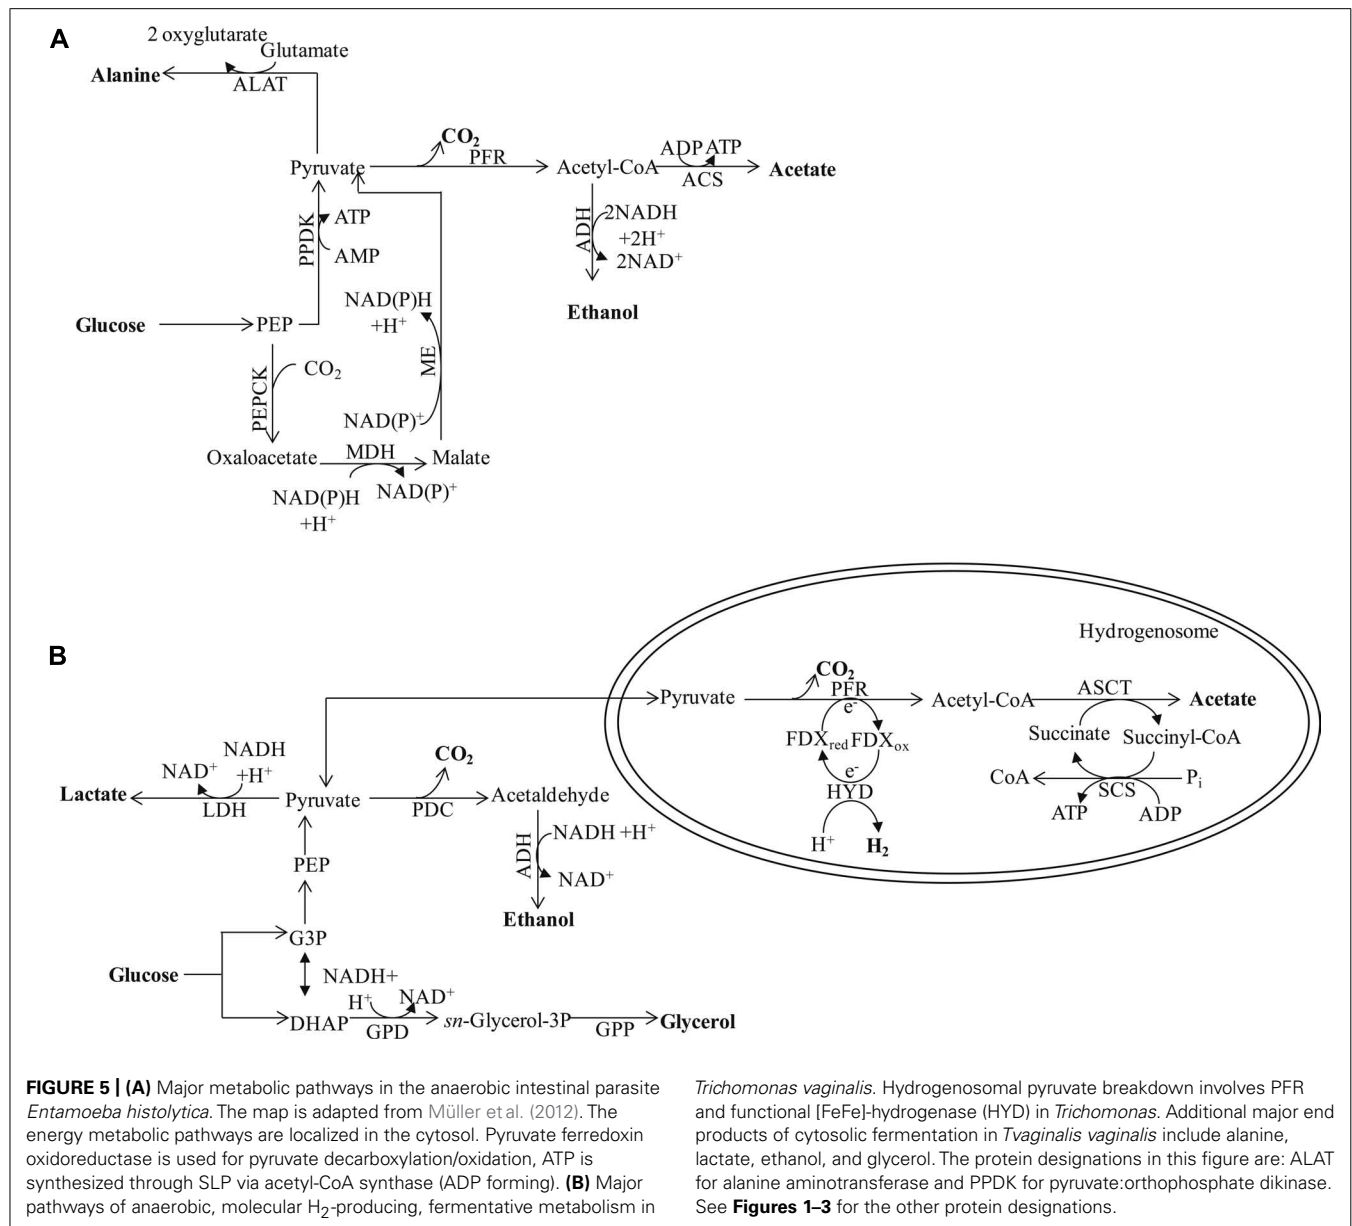 A
2 oxyglutarate
Glutamate
Alanine
ALAT
CO₂
PFR
ADP ATP
Pyruvate
Acetyl-CoA
Acetate
ACS
PPDK
ATP
AMP
ADH
2NADH
+2H⁺
2NAD⁺
Ethanol
NAD(P)H
+H⁺
Glucose
PEP
ME
PEPCK
CO₂
NAD(P)⁺
Oxaloacetate
MDH
Malate
NAD(P)H
+H⁺
NAD(P)⁺
B
Hydrogenosome
Pyruvate
CO₂
PFR
e⁻
Acetyl-CoA
ASCT
Acetate
FDXred FDXox
Succinate
Succinyl-CoA
e⁻
HYD
CoA
SCS
Pi
ATP
ADP
H⁺
H₂
NADH
+H⁺
NAD⁺
Lactate
LDH
Pyruvate
CO₂
PDC
Acetaldehyde
ADH
NADH +H⁺
NAD⁺
Ethanol
PEP
G3P
Glucose
NADH+
H⁺
NAD⁺
DHAP
GPD
sn-Glycerol-3P
GPP
Glycerol
FIGURE 5 | (A) Major metabolic pathways in the anaerobic intestinal parasite
Entamoeba histolytica. The map is adapted from Müller et al. (2012). The
energy metabolic pathways are localized in the cytosol. Pyruvate ferredoxin
oxidoreductase is used for pyruvate decarboxylation/oxidation, ATP is
synthesized through SLP via acetyl-CoA synthase (ADP forming). (B) Major
pathways of anaerobic, molecular H₂-producing, fermentative metabolism in
Trichomonas vaginalis. Hydrogenosomal pyruvate breakdown involves PFR
and functional [FeFe]-hydrogenase (HYD) in Trichomonas. Additional major end
products of cytosolic fermentation in Tvaginalis vaginalis include alanine,
lactate, ethanol, and glycerol. The protein designations in this figure are: ALAT
for alanine aminotransferase and PPDK for pyruvate:orthophosphate dikinase.
See Figures 1–3 for the other protein designations.